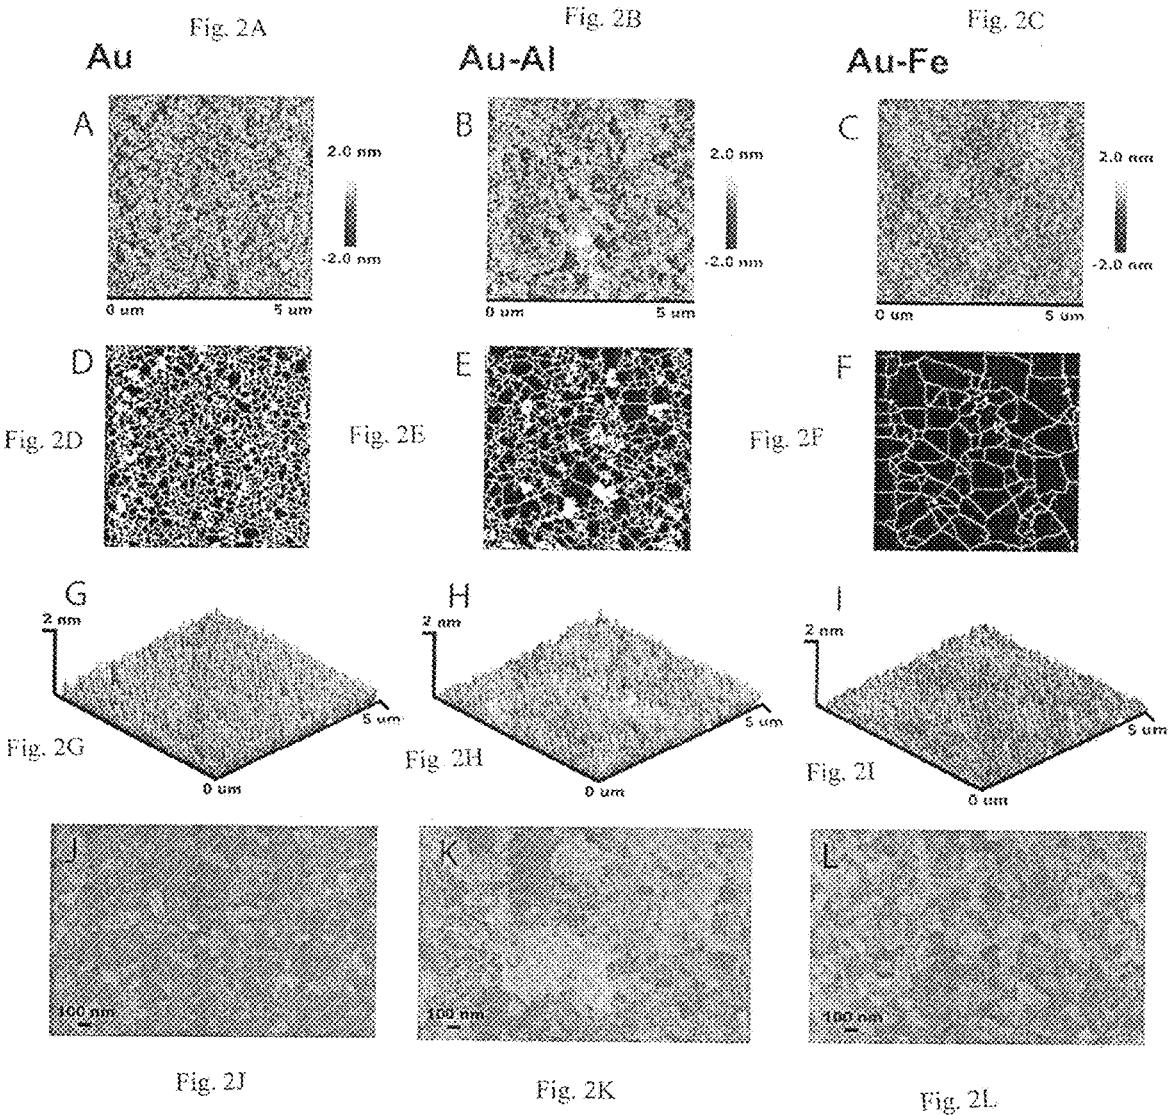 Fig. 2A
Fig. 2B
Fig. 2C
Au
Au-Al
Au-Fe
A
2.0 nm
-2.0 nm
0 um
5 um
B
2.0 nm
-2.0 nm
0 um
5 um
C
2.0 nm
-2.0 nm
0 um
5 um
D
E
F
Fig. 2D
Fig. 2E
Fig. 2F
G
2 nm
5 um
0 um
H
2 nm
5 um
0 um
I
2 nm
5 um
0 um
Fig. 2G
Fig. 2H
Fig. 2I
J
100 nm
K
100 nm
L
100 nm
Fig. 2J
Fig. 2K
Fig. 2L